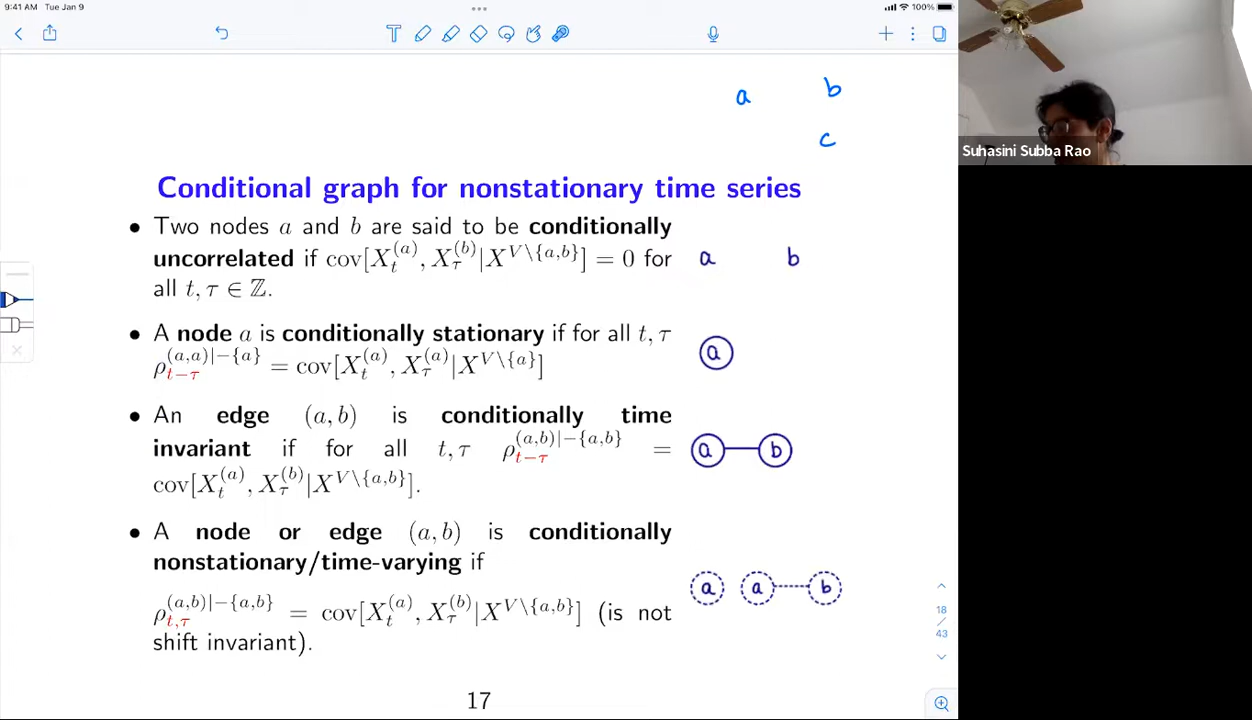 9:41 AM Tue Jan 9
100%
a b
c
Suhasini Subba Rao
Conditional graph for nonstationary time series
• Two nodes a and b are said to be conditionally
uncorrelated if cov[X_t^{(a)}, X_τ^{(b)}|X^{V\{a,b}}] = 0 for
all t, τ ∈ ℤ.
a b
• A node a is conditionally stationary if for all t, τ
ρ_{t−τ}^{(a,a)|−{a}} = cov[X_t^{(a)}, X_τ^{(a)}|X^{V\{a}}]
a
• An edge (a, b) is conditionally time
invariant if for all t, τ ρ_{t−τ}^{(a,b)|−{a,b}} =
cov[X_t^{(a)}, X_τ^{(b)}|X^{V\{a,b}}].
a b
• A node or edge (a, b) is conditionally
nonstationary/time-varying if
ρ_{t,τ}^{(a,b)|−{a,b}} = cov[X_t^{(a)}, X_τ^{(b)}|X^{V\{a,b}}] (is not
shift invariant).
a a b
18
/
43
17